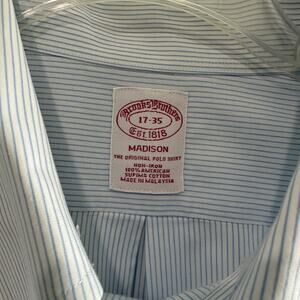 Brooks Brothers
17-35
Est. 1818
MADISON
THE ORIGINAL POLO SHIRT
NON-IRON
100% AMERICAN
SUPIMA COTTON
MADE IN MALAYSIA